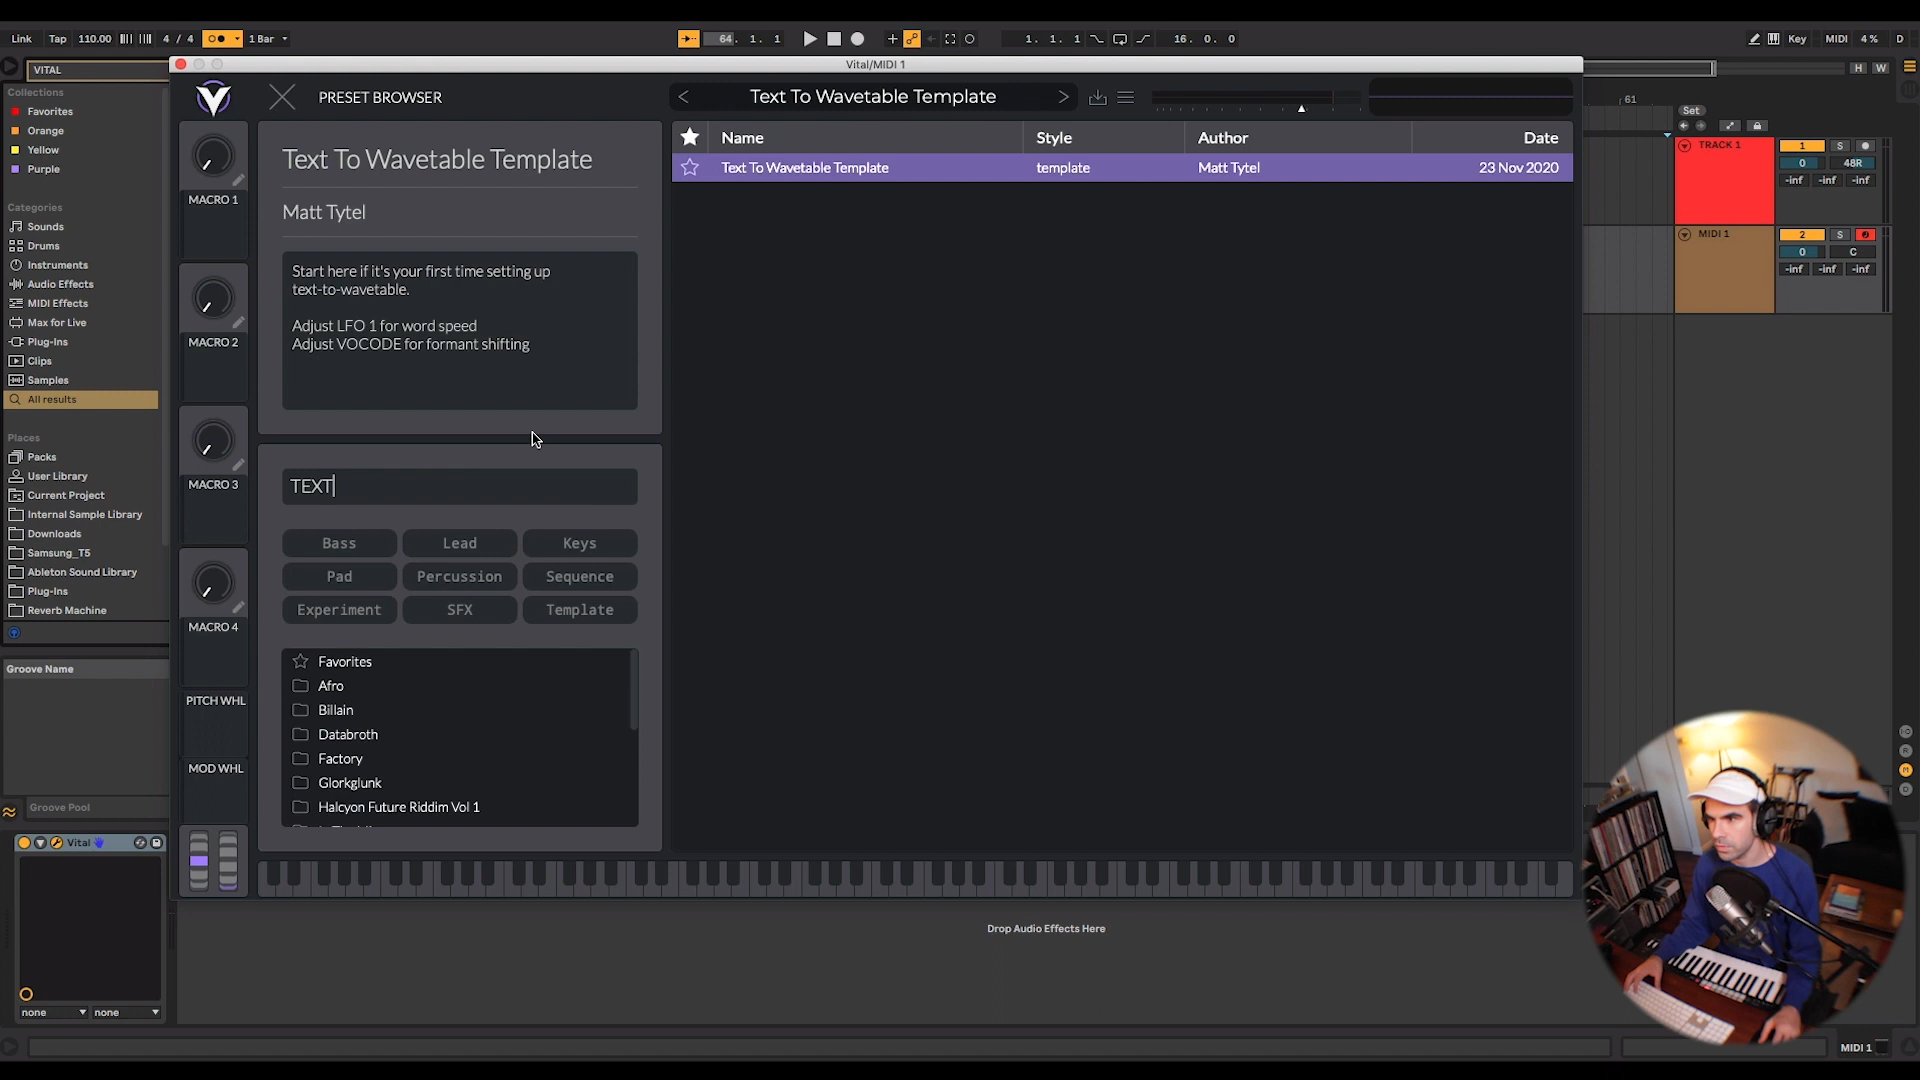 Link Tap 110.00 4 / 4 1 Bar
64. 1. 1
1. 1. 1 16. 0. 0
Key MIDI 4% D
VITAL
Vital/MIDI 1
H W
Collections
Favorites
Orange
Yellow
Purple
Categories
Sounds
Drums
Instruments
Audio Effects
MIDI Effects
Max for Live
Plug-Ins
Clips
Samples
All results
Places
Packs
User Library
Current Project
Internal Sample Library
Downloads
Samsung_T5
Ableton Sound Library
Plug-Ins
Reverb Machine
Groove Name
Groove Pool
Vital
none none
PRESET BROWSER
Text To Wavetable Template
MACRO 1
MACRO 2
MACRO 3
MACRO 4
PITCH WHL
MOD WHL
Text To Wavetable Template
Matt Tytel
Start here if it's your first time setting up
text-to-wavetable.
Adjust LFO 1 for word speed
Adjust VOCODE for formant shifting
TEXT
Bass Lead Keys
Pad Percussion Sequence
Experiment SFX Template
Favorites
Afro
Billain
Databroth
Factory
Glorkglunk
Halcyon Future Riddim Vol 1
Name Style Author Date
Text To Wavetable Template template Matt Tytel 23 Nov 2020
61
Set
TRACK 1 1 S
0 48R
-inf -inf -inf
MIDI 1 2 S
0 C
-inf -inf -inf
Drop Audio Effects Here
MIDI 1